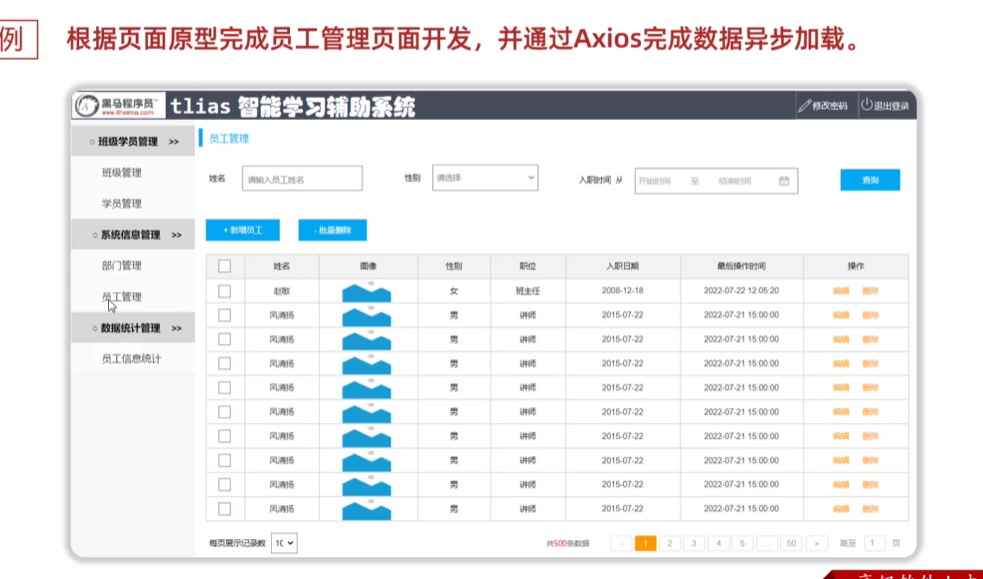 例
根据页面原型完成员工管理页面开发，并通过Axios完成数据异步加载。
黑马程序员 www.itheima.com tlias 智能学习辅助系统 修改密码 退出登录
班级学员管理 >>
班级管理
学员管理
系统信息管理 >>
部门管理
员工管理
数据统计管理 >>
员工信息统计
员工管理
姓名 请输入员工姓名 性别 请选择 入职时间 从 开始时间 至 结束时间 查询
+ 新增员工 - 批量删除
姓名 图像 性别 职位 入职日期 最后操作时间 操作
赵敏 女 班主任 2008-12-18 2022-07-22 12:05:20 编辑 删除
风清扬 男 讲师 2015-07-22 2022-07-21 15:00:00 编辑 删除
风清扬 男 讲师 2015-07-22 2022-07-21 15:00:00 编辑 删除
风清扬 男 讲师 2015-07-22 2022-07-21 15:00:00 编辑 删除
风清扬 男 讲师 2015-07-22 2022-07-21 15:00:00 编辑 删除
风清扬 男 讲师 2015-07-22 2022-07-21 15:00:00 编辑 删除
风清扬 男 讲师 2015-07-22 2022-07-21 15:00:00 编辑 删除
风清扬 男 讲师 2015-07-22 2022-07-21 15:00:00 编辑 删除
风清扬 男 讲师 2015-07-22 2022-07-21 15:00:00 编辑 删除
风清扬 男 讲师 2015-07-22 2022-07-21 15:00:00 编辑 删除
每页展示记录数 10 共500条数据 < 1 2 3 4 5 ... 50 > 跳至 1 页